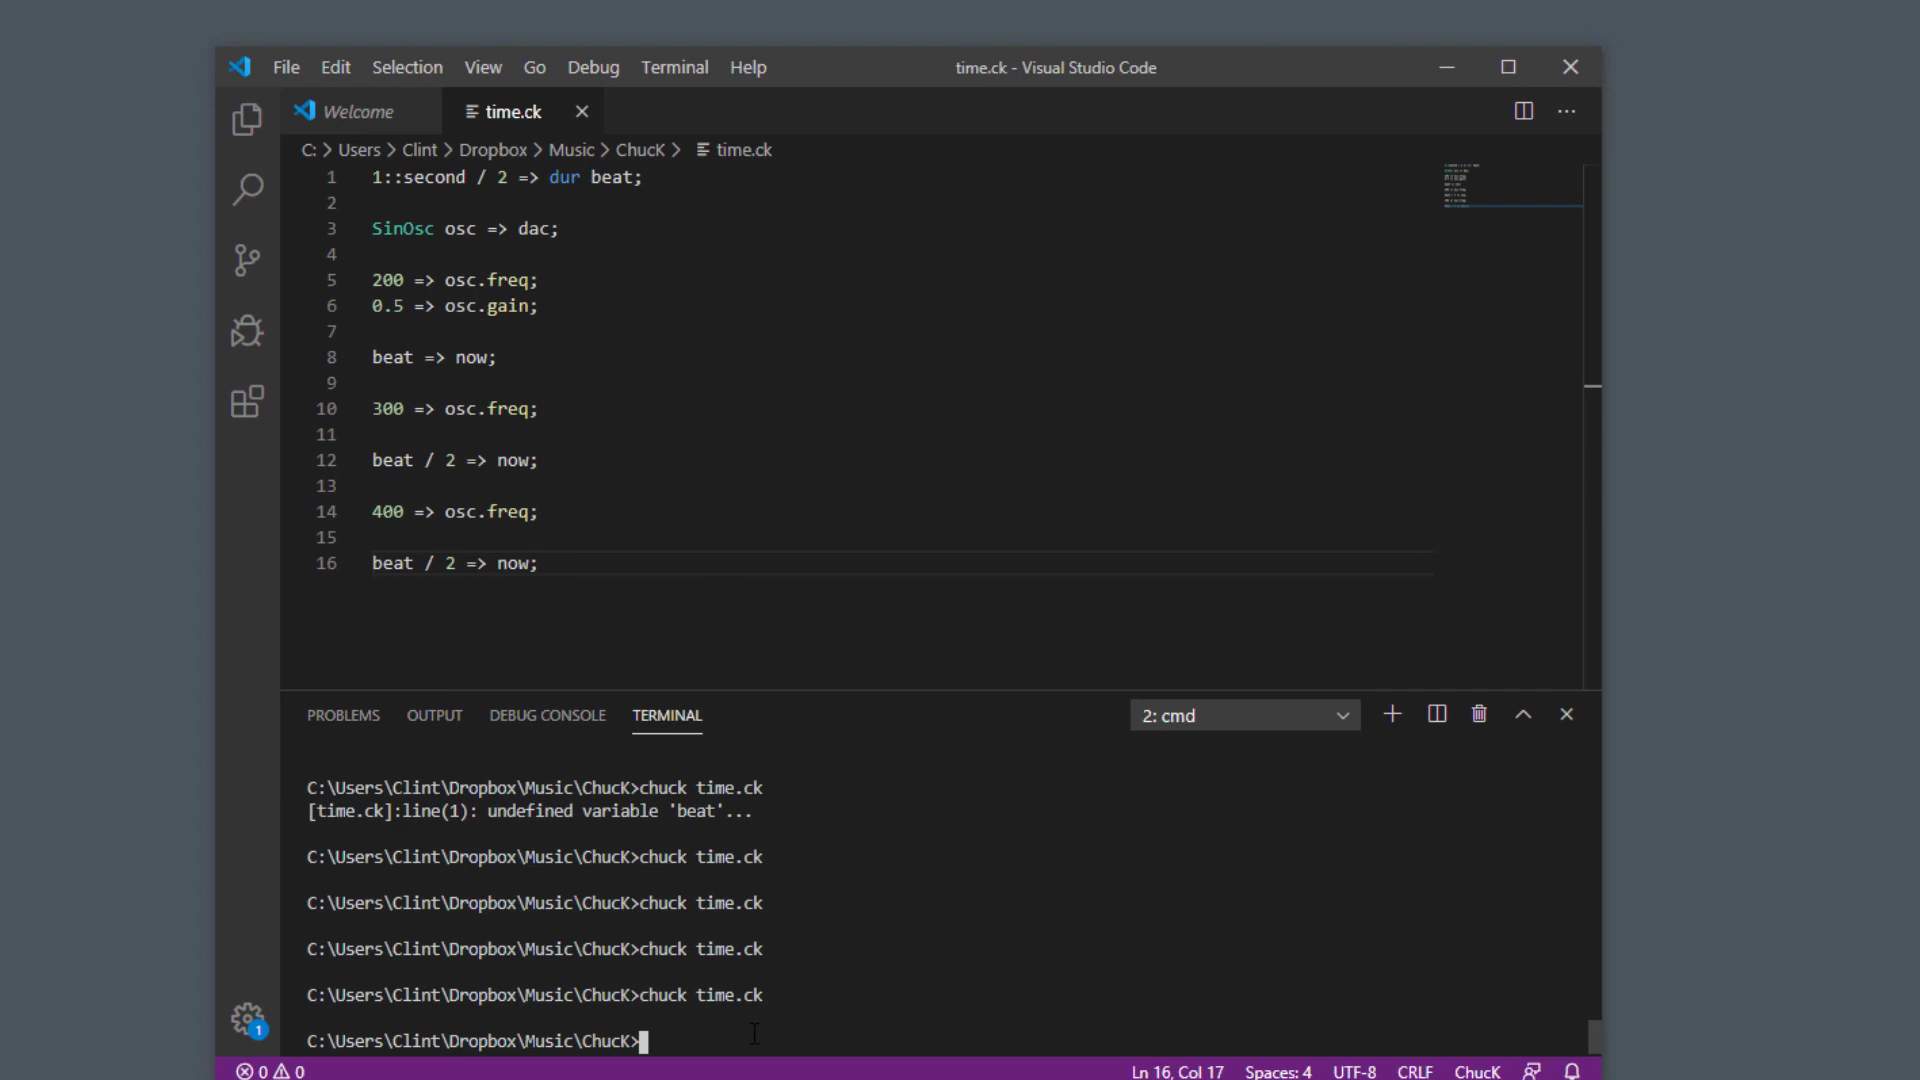 File Edit Selection View Go Debug Terminal Help time.ck - Visual Studio Code
Welcome time.ck
C: > Users > Clint > Dropbox > Music > ChucK > time.ck
1 1::second / 2 => dur beat;
2
3 SinOsc osc => dac;
4
5 200 => osc.freq;
6 0.5 => osc.gain;
7
8 beat => now;
9
10 300 => osc.freq;
11
12 beat / 2 => now;
13
14 400 => osc.freq;
15
16 beat / 2 => now;
PROBLEMS OUTPUT DEBUG CONSOLE TERMINAL 2: cmd
C:\Users\Clint\Dropbox\Music\ChucK>chuck time.ck
[time.ck]:line(1): undefined variable 'beat'...
C:\Users\Clint\Dropbox\Music\ChucK>chuck time.ck
C:\Users\Clint\Dropbox\Music\ChucK>chuck time.ck
C:\Users\Clint\Dropbox\Music\ChucK>chuck time.ck
C:\Users\Clint\Dropbox\Music\ChucK>chuck time.ck
C:\Users\Clint\Dropbox\Music\ChucK>
1
0 0 Ln 16, Col 17 Spaces: 4 UTF-8 CRLF ChucK